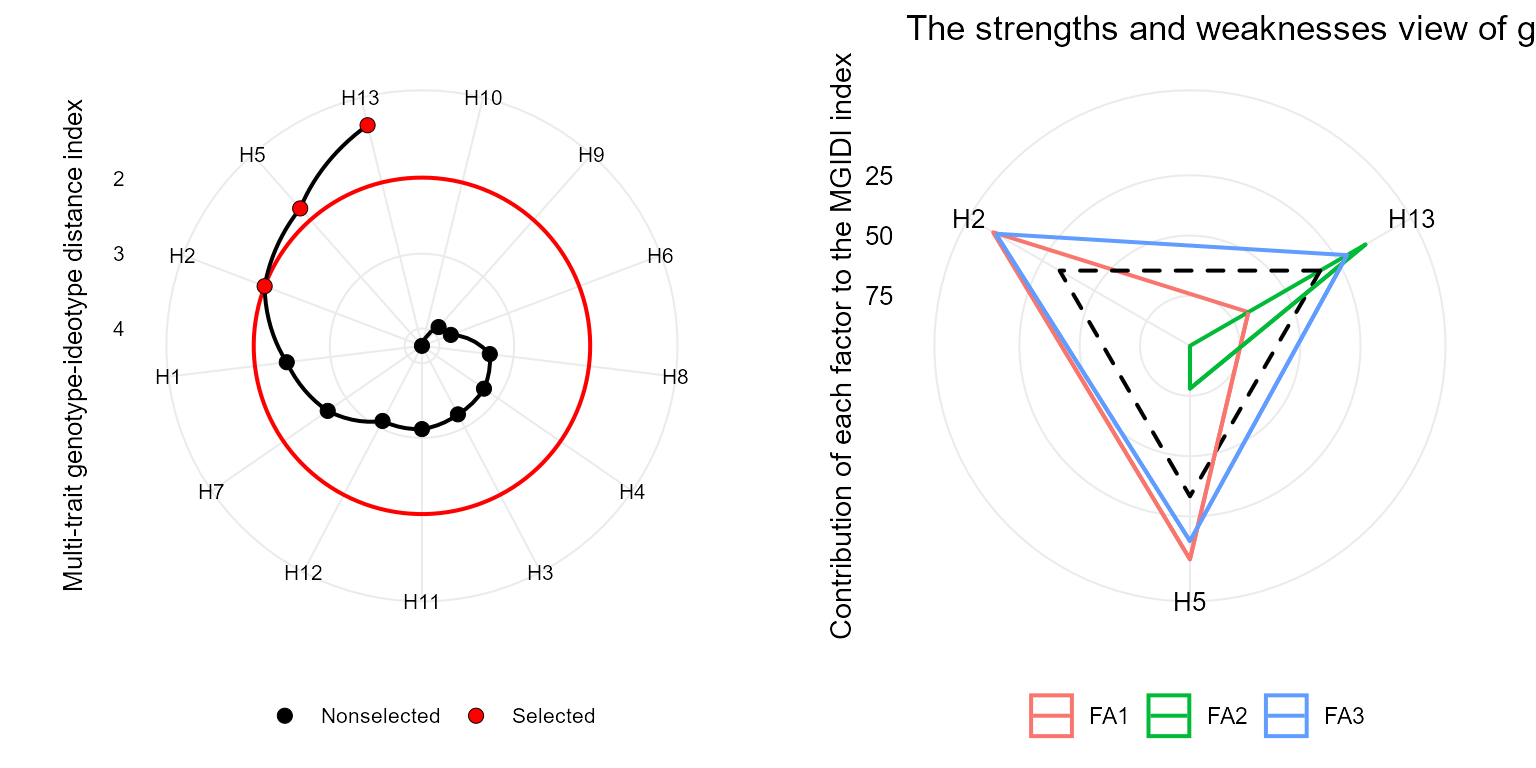 The strengths and weaknesses view of g
Multi-trait genotype-ideotype distance index
2
3
4
H13
H10
H5
H9
H2
H6
H1
H8
H7
H4
H12
H3
H11
Nonselected
Selected
Contribution of each factor to the MGIDI index
25
50
75
H2
H13
H5
FA1
FA2
FA3